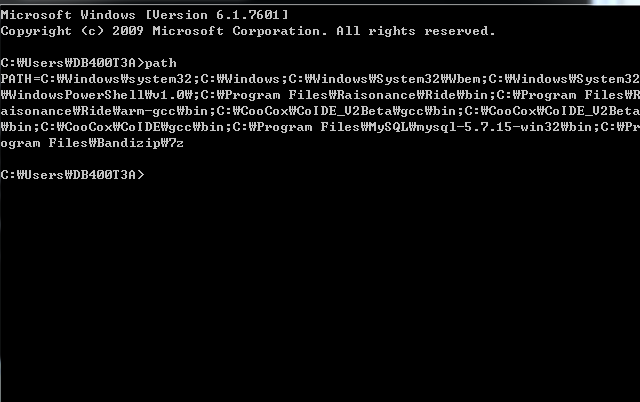 Microsoft Windows [Version 6.1.7601]
Copyright (c) 2009 Microsoft Corporation. All rights reserved.
C:₩Users₩DB400T3A>path
PATH=C:₩Windows₩system32;C:₩Windows;C:₩Windows₩System32₩Wbem;C:₩Windows₩System32
₩WindowsPowerShell₩v1.0₩;C:₩Program Files₩Raisonance₩Ride₩bin;C:₩Program Files₩R
aisonance₩Ride₩arm-gcc₩bin;C:₩CooCox₩CoIDE_V2Beta₩gcc₩bin;C:₩CooCox₩CoIDE_V2Beta
₩bin;C:₩CooCox₩CoIDE₩gcc₩bin;C:₩Program Files₩MySQL₩mysql-5.7.15-win32₩bin;C:₩Pr
ogram Files₩Bandizip₩7z
C:₩Users₩DB400T3A>